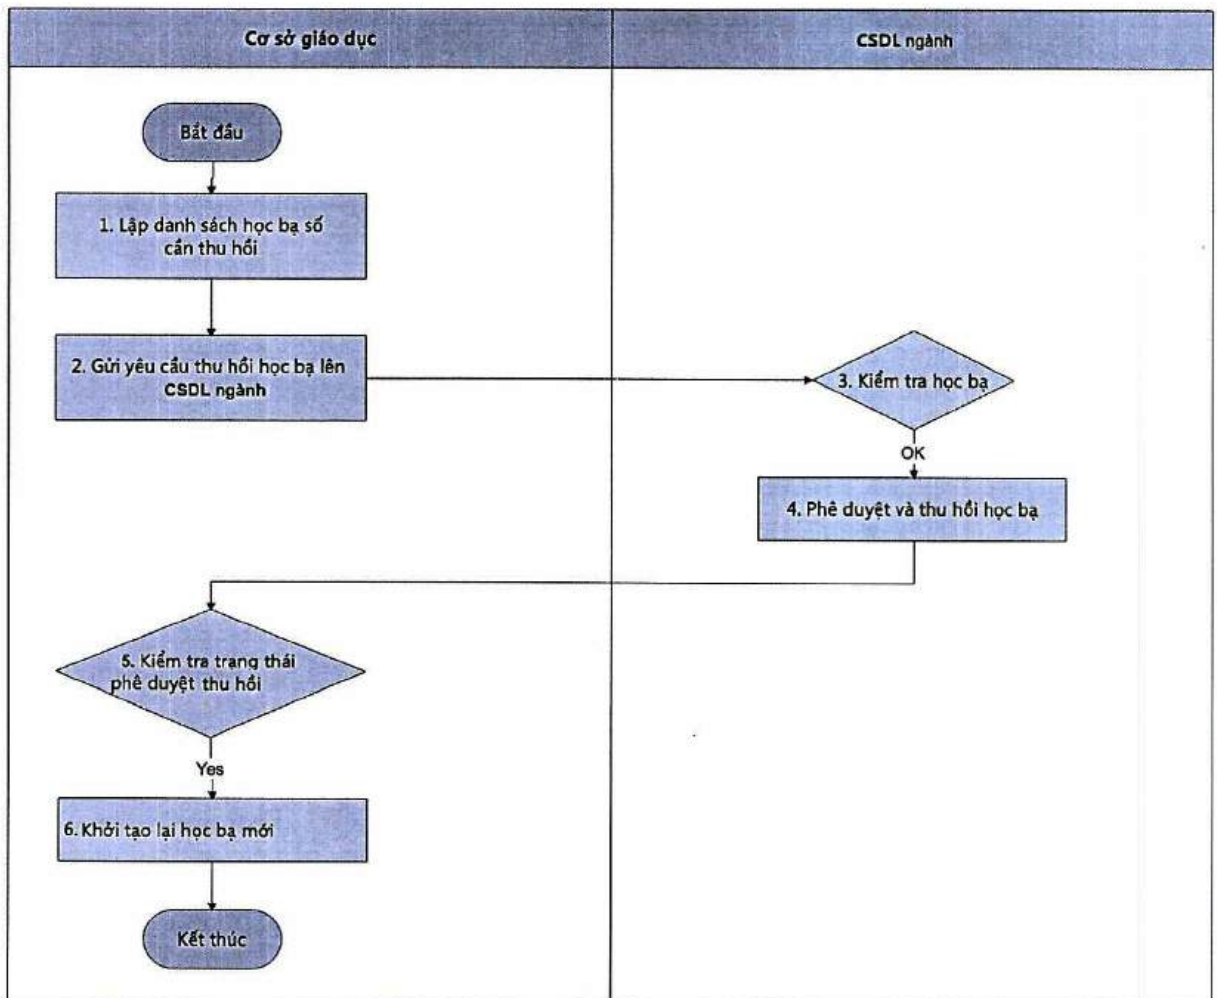 Cơ sở giáo dục
CSDL ngành
Bắt đầu
1. Lập danh sách học bạ số
cần thu hồi
2. Gửi yêu cầu thu hồi học bạ lên
CSDL ngành
3. Kiểm tra học bạ
OK
4. Phê duyệt và thu hồi học bạ
5. Kiểm tra trạng thái
phê duyệt thu hồi
Yes
6. Khởi tạo lại học bạ mới
Kết thúc